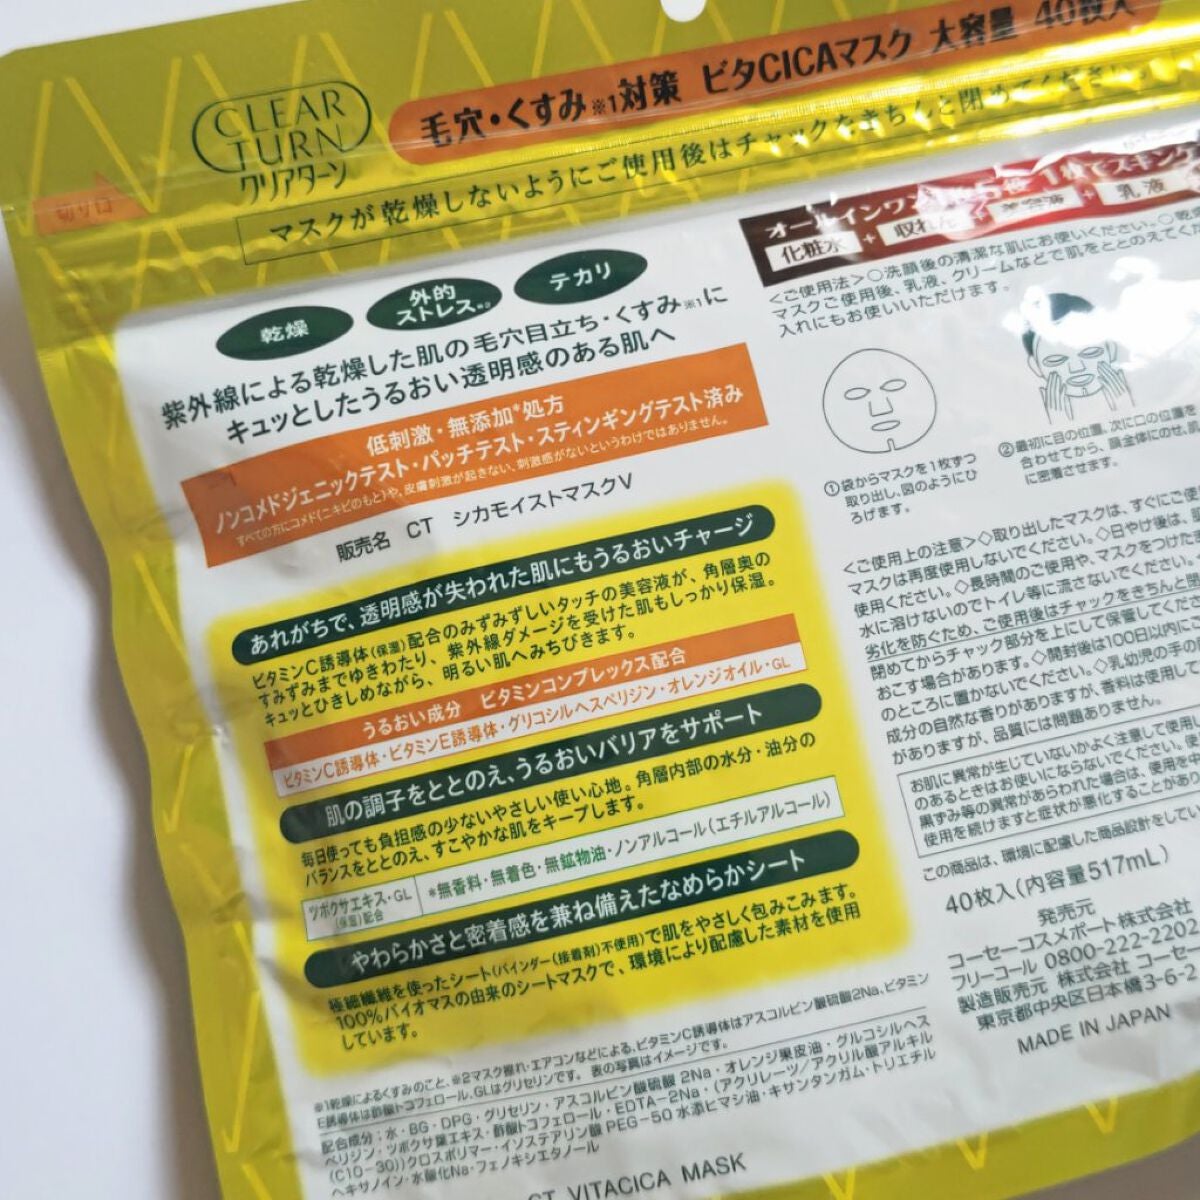 CLEAR
TURN
クリアターン
毛穴・くすみ※1対策 ビタCICAマスク 大容量 40枚入
切り口
マスクが乾燥しないようにご使用後はチャックをきちんと閉めてください。
乾燥
外的
ストレス※2
テカリ
紫外線による乾燥した肌の毛穴目立ち・くすみ※1に
キュッとしたうるおい透明感のある肌へ
低刺激・無添加*処方
ノンコメドジェニックテスト・パッチテスト・スティンギングテスト済み
すべての方にコメド(ニキビのもと)や、皮膚刺激が起きない、刺激感がないというわけではありません。
販売名 CT シカモイストマスクV
あれがちで、透明感が失われた肌にもうるおいチャージ
ビタミンC誘導体(保湿)配合のみずみずしいタッチの美容液が、角層奥の
すみずみまでゆきわたり、紫外線ダメージを受けた肌もしっかり保湿。
キュッとひきしめながら、明るい肌へみちびきます。
うるおい成分 ビタミンコンプレックス配合
ビタミンC誘導体・ビタミンE誘導体・グリコシルヘスペリジン・オレンジオイル・GL
肌の調子をととのえ、うるおいバリアをサポート
毎日使っても負担感の少ないやさしい使い心地。角層内部の水分・油分の
バランスをととのえ、すこやかな肌をキープします。
ツボクサエキス・GL
(保湿)配合
*無香料・無着色・無鉱物油・ノンアルコール(エチルアルコール)
やわらかさと密着感を兼ね備えたなめらかシート
極細繊維を使ったシート(バインダー(接着剤)不使用)で肌をやさしく包みこみます。
100%バイオマスの由来のシートマスクで、環境により配慮した素材を使用
しています。
※1乾燥によるくすみのこと、※2マスク擦れ・エアコンなどによる、ビタミンC誘導体はアスコルビン酸硫酸2Na、ビタミン
E誘導体は酢酸トコフェロール、GLはグリセリンです。 表の写真はイメージです。
配合成分:水・BG・DPG・グリセリン・アスコルビン酸硫酸2Na・オレンジ果皮油・グルコシルヘス
ペリジン・ツボクサ葉エキス・酢酸トコフェロール・EDTA-2Na・(アクリレーツ/アクリル酸アルキル
(C10-30))クロスポリマー・イソステアリン酸PEG-50水添ヒマシ油・キサンタンガム・トリエチル
ヘキサノイン・水酸化Na・フェノキシエタノール
CT VITACICA MASK
オールインワン 1枚でスキンケ
化粧水 + 収れん + 美容液 + 乳液
<ご使用法>○洗顔後の清潔な肌にお使いください。○乾
マスクご使用後、乳液、クリームなどで肌をととのえてくだ
入れにもお使いいただけます。
①袋からマスクを1枚ずつ
取り出し、図のようにひ
ろげます。
②最初に目の位置、次に口の位置を
合わせてから、顔全体にのせ、肌
に密着させます。
<ご使用上の注意>◇取り出したマスクは、すぐにご使
マスクは再度使用しないでください。◇日やけ後は、
使用ください。◇長時間のご使用や、マスクをつけたま
水に溶けないのでトイレ等に流さないでください。
劣化を防ぐため、ご使用後はチャックをきちんと閉
閉めてからチャック部分を上にして保管してくださ
おこす場合があります。◇開封後は100日以内にご
のところに置かないでください。◇乳幼児の手の
成分の自然な香りがありますが、香料は使用して
がありますが、品質には問題ありません。
お肌に異常が生じていないかよく注意して使用い
のあるときはお使いにならないでください。
黒ずみ等の異常があらわれた場合は、使用を中
使用を続けますと症状が悪化することがあ
この商品は、環境に配慮した商品設計をしてい
40枚入(内容量517mL)
発売元
コーセーコスメポート株式会社
フリーコール 0800-222-2202
製造販売元 株式会社 コーセー
東京都中央区日本橋3-6-2
MADE IN JAPAN